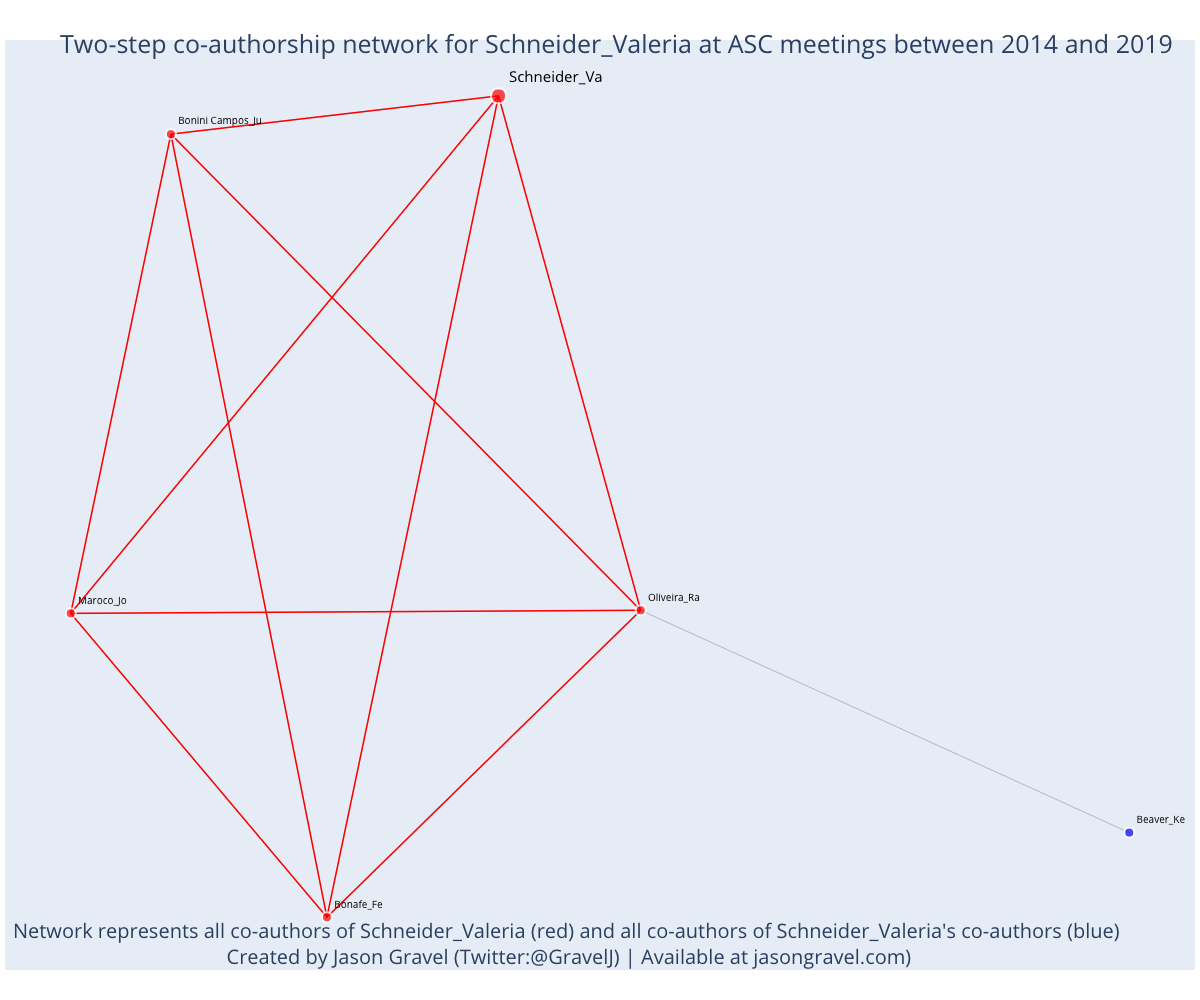 Two-step co-authorship network for Schneider_Valeria at ASC meetings between 2014 and 2019
Schneider_Va
Bonini Campos_Ju
Oliveira_Ra
Maroco_Jo
Beaver_Ke
Bonafe_Fe
Network represents all co-authors of Schneider_Valeria (red) and all co-authors of Schneider_Valeria's co-authors (blue)
Created by Jason Gravel (Twitter:@GravelJ) | Available at jasongravel.com)